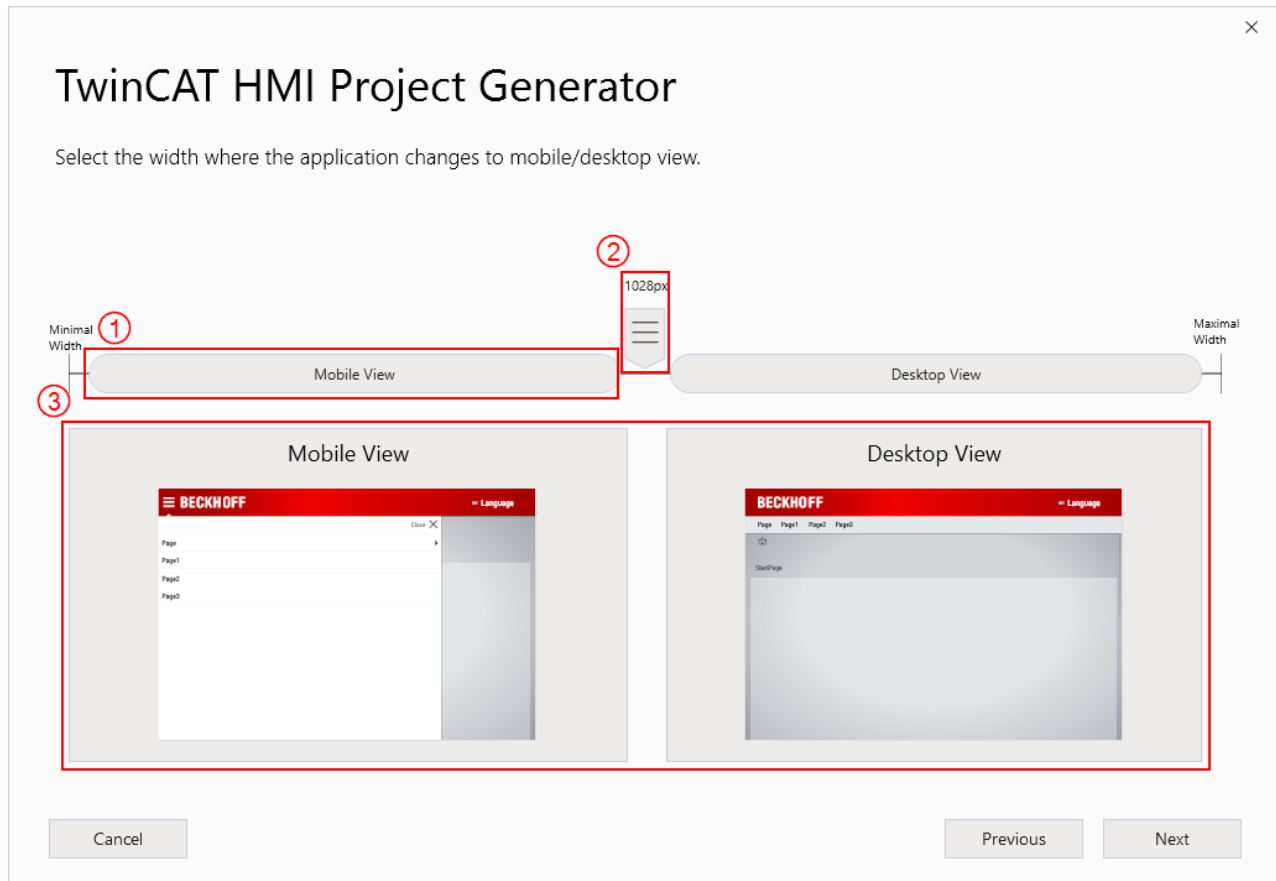 TwinCAT HMI Project Generator
Select the width where the application changes to mobile/desktop view.
2
1028px
Minimal
Width
1
Maximal
Width
Mobile View
Desktop View
3
Mobile View
Desktop View
BECKHOFF
Language
Close
Page
Page1
Page2
Page3
BECKHOFF
Language
Page Page1 Page2 Page3
StartPage
Cancel
Previous
Next